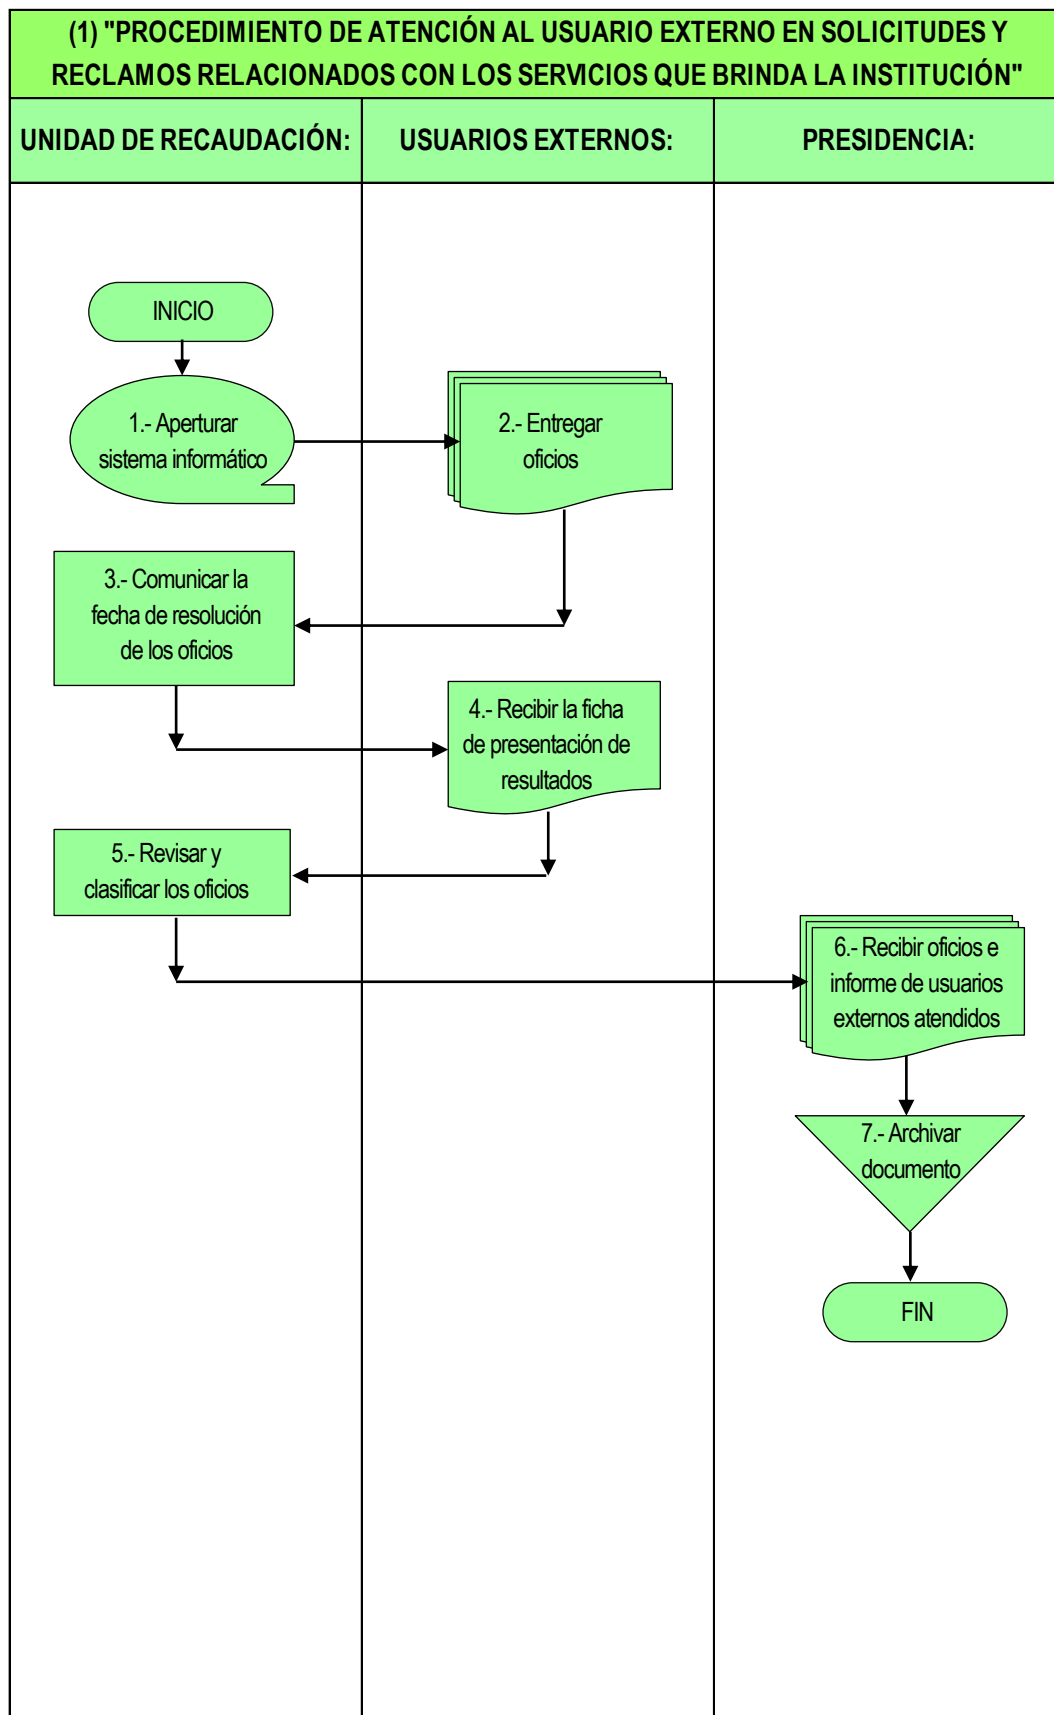 (1) "PROCEDIMIENTO DE ATENCIÓN AL USUARIO EXTERNO EN SOLICITUDES Y
RECLAMOS RELACIONADOS CON LOS SERVICIOS QUE BRINDA LA INSTITUCIÓN"
UNIDAD DE RECAUDACIÓN:
USUARIOS EXTERNOS:
PRESIDENCIA:
INICIO
1.- Aperturar
sistema informático
2.- Entregar
oficios
3.- Comunicar la
fecha de resolución
de los oficios
4.- Recibir la ficha
de presentación de
resultados
5.- Revisar y
clasificar los oficios
6.- Recibir oficios e
informe de usuarios
externos atendidos
7.- Archivar
documento
FIN